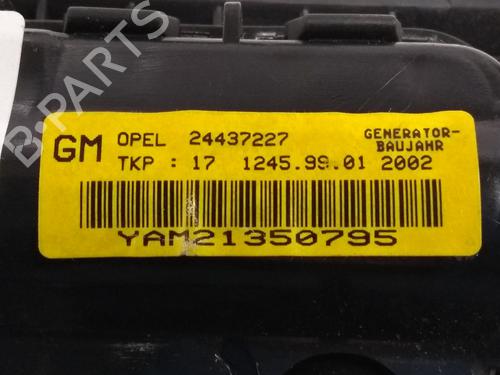 B-PARTS
GM OPEL 24437227 GENERATOR-
BAUJAHR
TKP : 17 1245.99.01 2002
YAM21350795